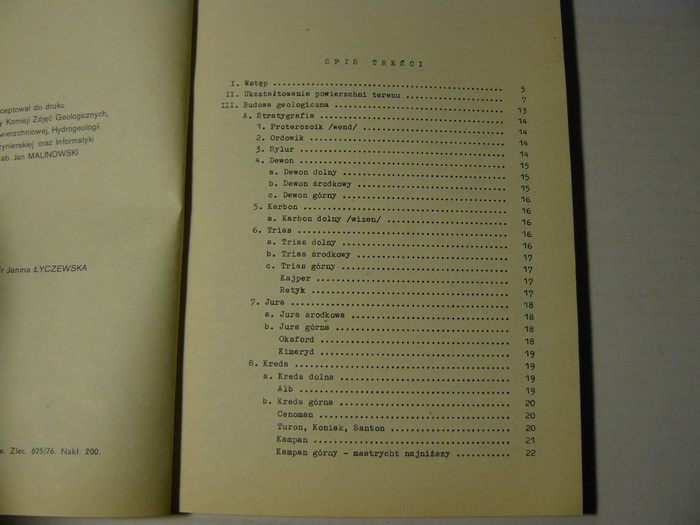 ceptował do druku
y Komisji Zdjęć Geologicznych,
wierzchniowej, Hydrogeologii
żynierskiej oraz Informatyki
ab. Jan MALINOWSKI
r Janina ŁYCZEWSKA
e. Zlec. 625/76. Nakł. 200.
SPIS TREŚCI
I. Wstęp ........ 5
II. Ukształtowanie powierzchni terenu ........ 7
III. Budowa geologiczna ........ 13
A. Stratygrafia ........ 14
1. Proterozoik /wend/ ........ 14
2. Ordowik ........ 14
3. Sylur ........ 14
4. Dewon ........ 15
a. Dewon dolny ........ 15
b. Dewon środkowy ........ 15
c. Dewon górny ........ 16
5. Karbon ........ 16
a. Karbon dolny /wizen/ ........ 16
6. Trias ........ 16
a. Trias dolny ........ 16
b. Trias środkowy ........ 17
c. Trias górny ........ 17
Kajper ........ 17
Retyk ........ 17
7. Jura ........ 18
a. Jura środkowa ........ 18
b. Jura górna ........ 18
Oksford ........ 18
Kimeryd ........ 19
8. Kreda ........ 19
a. Kreda dolna ........ 19
Alb ........ 19
b. Kreda górna ........ 20
Cenoman ........ 20
Turon, Koniak, Santon ........ 20
Kampan ........ 21
Kampan górny - mastrycht najniższy ........ 22